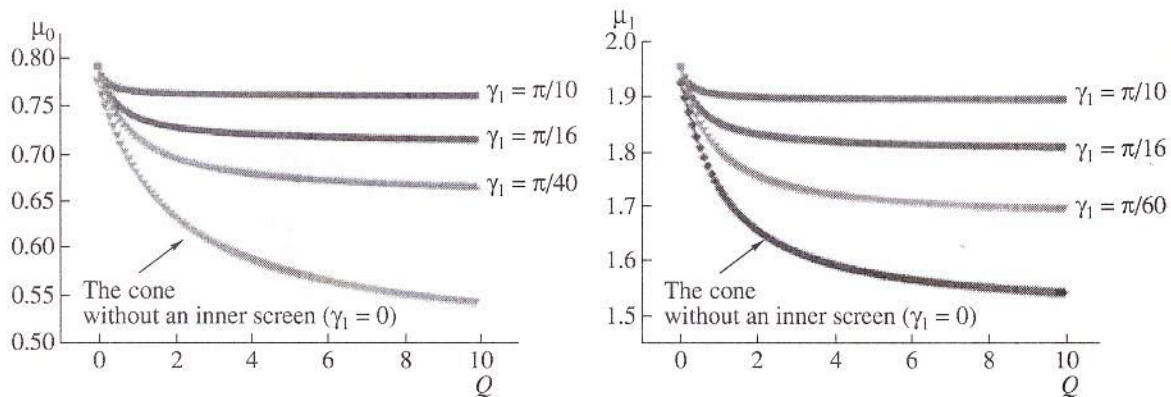 μ₀
0.80
0.75
0.70
0.65
0.60
0.55
0.50
0 2 4 6 8 10
Q
γ₁ = π/10
γ₁ = π/16
γ₁ = π/40
The cone
without an inner screen (γ₁ = 0)
μ₁
2.0
1.9
1.8
1.7
1.6
1.5
0 2 4 6 8 10
Q
γ₁ = π/10
γ₁ = π/16
γ₁ = π/60
The cone
without an inner screen (γ₁ = 0)